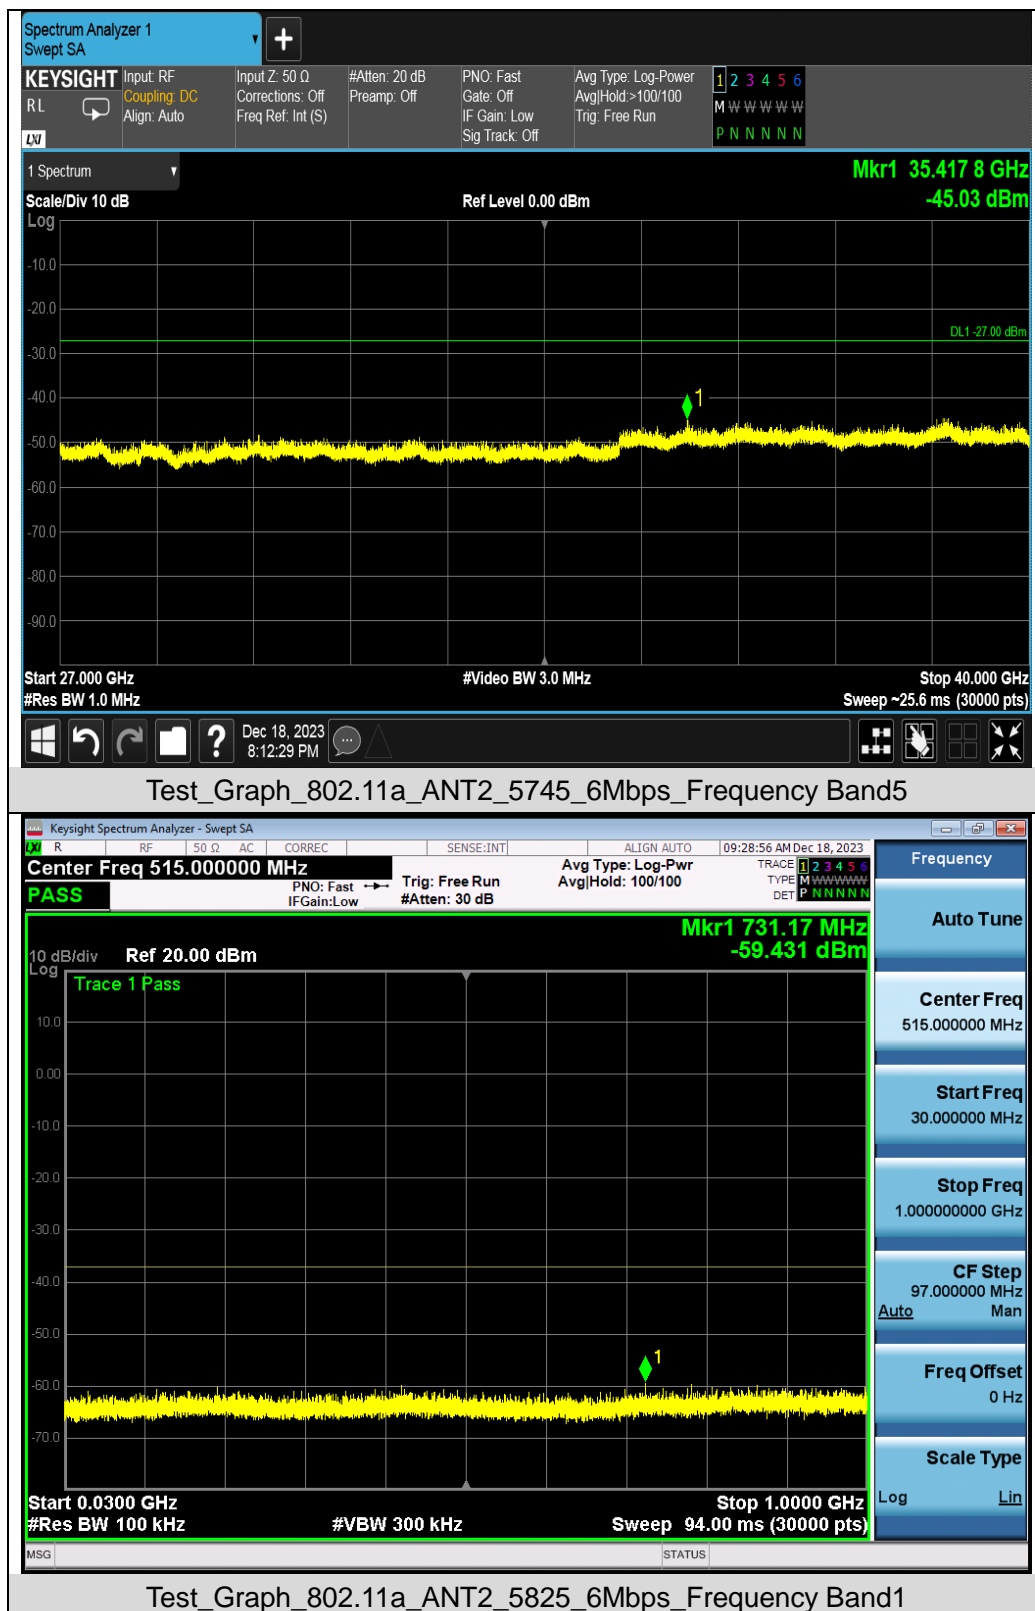 Spectrum Analyzer 1
Swept SA
KEYSIGHT Input: RF Input Z: 50 Ω #Atten: 20 dB PNO: Fast Avg Type: Log-Power 1 2 3 4 5 6
R L Coupling: DC Corrections: Off Preamp: Off Gate: Off Avg|Hold:>100/100 M W W W W W
Align: Auto Freq Ref: Int (S) IF Gain: Low Trig: Free Run
LXI Sig Track: Off P N N N N N
1 Spectrum Mkr1 35.417 8 GHz
Scale/Div 10 dB Ref Level 0.00 dBm -45.03 dBm
Log
-10.0
-20.0
DL1 -27.00 dBm
-30.0
-40.0
1
-50.0
-60.0
-70.0
-80.0
-90.0
Start 27.000 GHz #Video BW 3.0 MHz Stop 40.000 GHz
#Res BW 1.0 MHz Sweep ~25.6 ms (30000 pts)
? Dec 18, 2023
8:12:29 PM
Test_Graph_802.11a_ANT2_5745_6Mbps_Frequency Band5
Keysight Spectrum Analyzer - Swept SA
LXI R RF 50 Ω AC CORREC SENSE:INT ALIGN AUTO 09:28:56 AM Dec 18, 2023
Center Freq 515.000000 MHz Avg Type: Log-Pwr TRACE 1 2 3 4 5 6
PASS PNO: Fast Trig: Free Run Avg|Hold: 100/100 TYPE M W W W W W
IFGain:Low #Atten: 30 dB DET P N N N N N
Mkr1 731.17 MHz
10 dB/div Ref 20.00 dBm -59.431 dBm
Log
Trace 1 Pass
10.0
0.00
-10.0
-20.0
-30.0
-40.0
-50.0
1
-60.0
-70.0
Start 0.0300 GHz Stop 1.0000 GHz
#Res BW 100 kHz #VBW 300 kHz Sweep 94.00 ms (30000 pts)
MSG STATUS
Frequency
Auto Tune
Center Freq
515.000000 MHz
Start Freq
30.000000 MHz
Stop Freq
1.000000000 GHz
CF Step
97.000000 MHz
Auto Man
Freq Offset
0 Hz
Scale Type
Log Lin
Test_Graph_802.11a_ANT2_5825_6Mbps_Frequency Band1